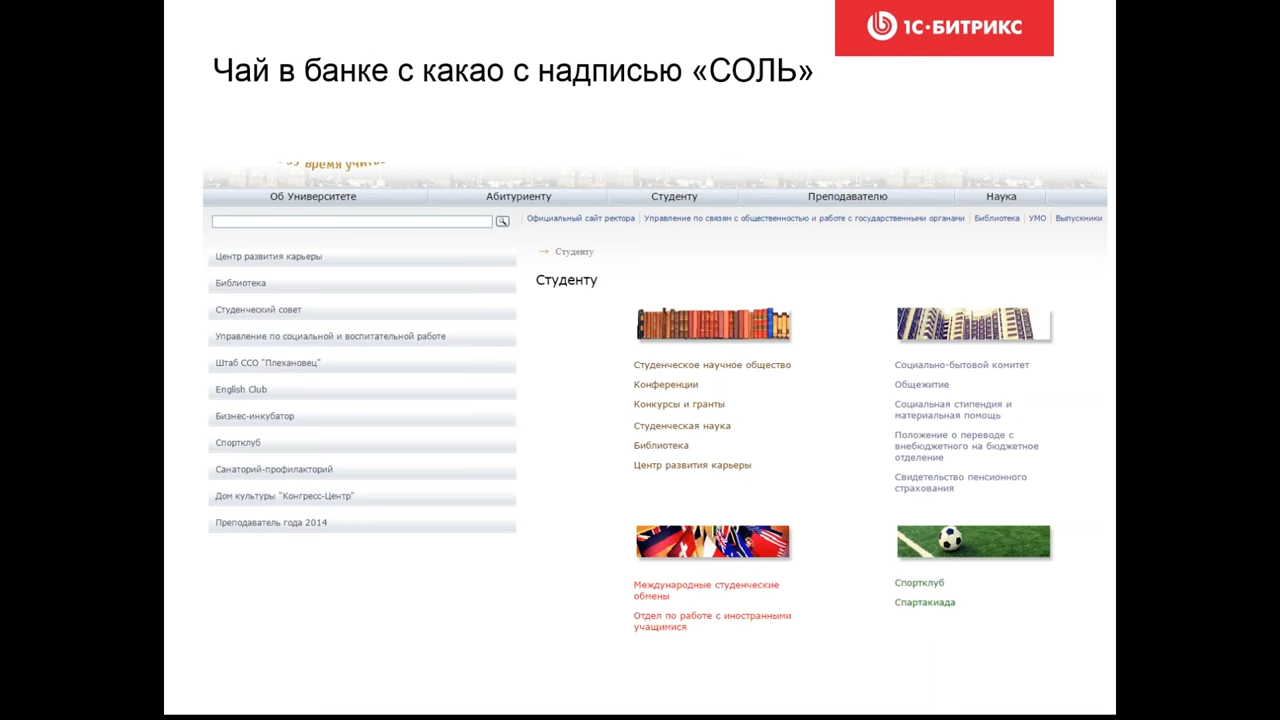 1С·БИТРИКС
Чай в банке с какао с надписью «СОЛЬ»
время учить
Об Университете
Абитуриенту
Студенту
Преподавателю
Наука
Официальный сайт ректора
Управление по связям с общественностью и работе с государственными органами
Библиотека
УМО
Выпускники
Центр развития карьеры
Библиотека
Студенческий совет
Управление по социальной и воспитательной работе
Штаб ССО "Плехановец"
English Club
Бизнес-инкубатор
Спортклуб
Санаторий-профилакторий
Дом культуры "Конгресс-Центр"
Преподаватель года 2014
→ Студенту
Студенту
Студенческое научное общество
Конференции
Конкурсы и гранты
Студенческая наука
Библиотека
Центр развития карьеры
Социально-бытовой комитет
Общежитие
Социальная стипендия и
материальная помощь
Положение о переводе с
внебюджетного на бюджетное
отделение
Свидетельство пенсионного
страхования
Международные студенческие
обмены
Отдел по работе с иностранными
учащимися
Спортклуб
Спартакиада